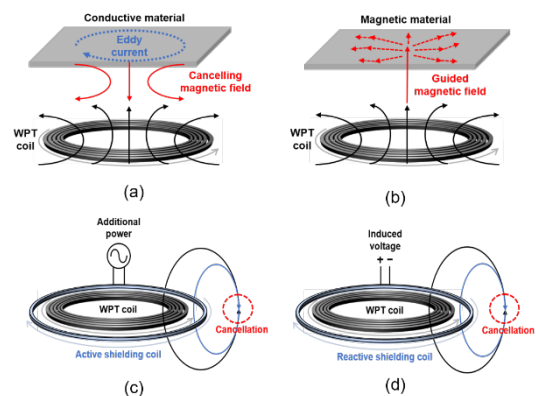 Conductive material
Eddy
current
Cancelling
magnetic field
WPT
coil
(a)
Magnetic material
Guided
magnetic field
WPT
coil
(b)
Additional
power
WPT coil
Cancellation
Active shielding coil
(c)
Induced
voltage
+ −
WPT coil
Cancellation
Reactive shielding coil
(d)